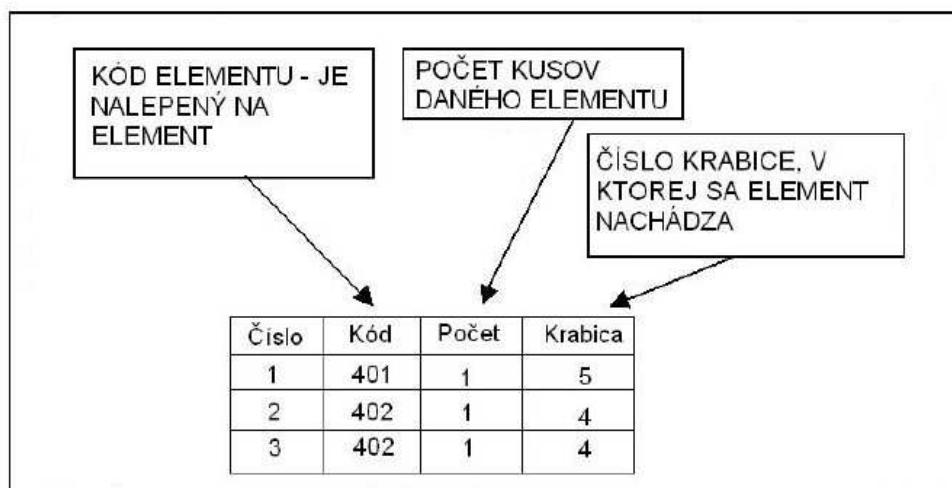 KÓD ELEMENTU - JE
NALEPENÝ NA
ELEMENT
POČET KUSOV
DANÉHO ELEMENTU
ČÍSLO KRABICE, V
KTOREJ SA ELEMENT
NACHÁDZA
Číslo Kód Počet Krabica
1 401 1 5
2 402 1 4
3 402 1 4